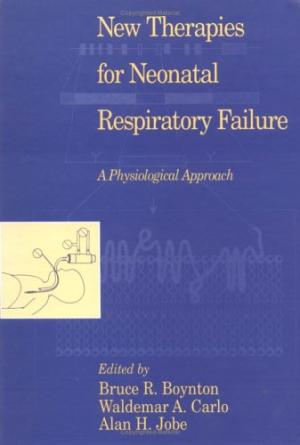 New Therapies
for Neonatal
Respiratory Failure
A Physiological Approach
Edited by
Bruce R. Boynton
Waldemar A. Carlo
Alan H. Jobe